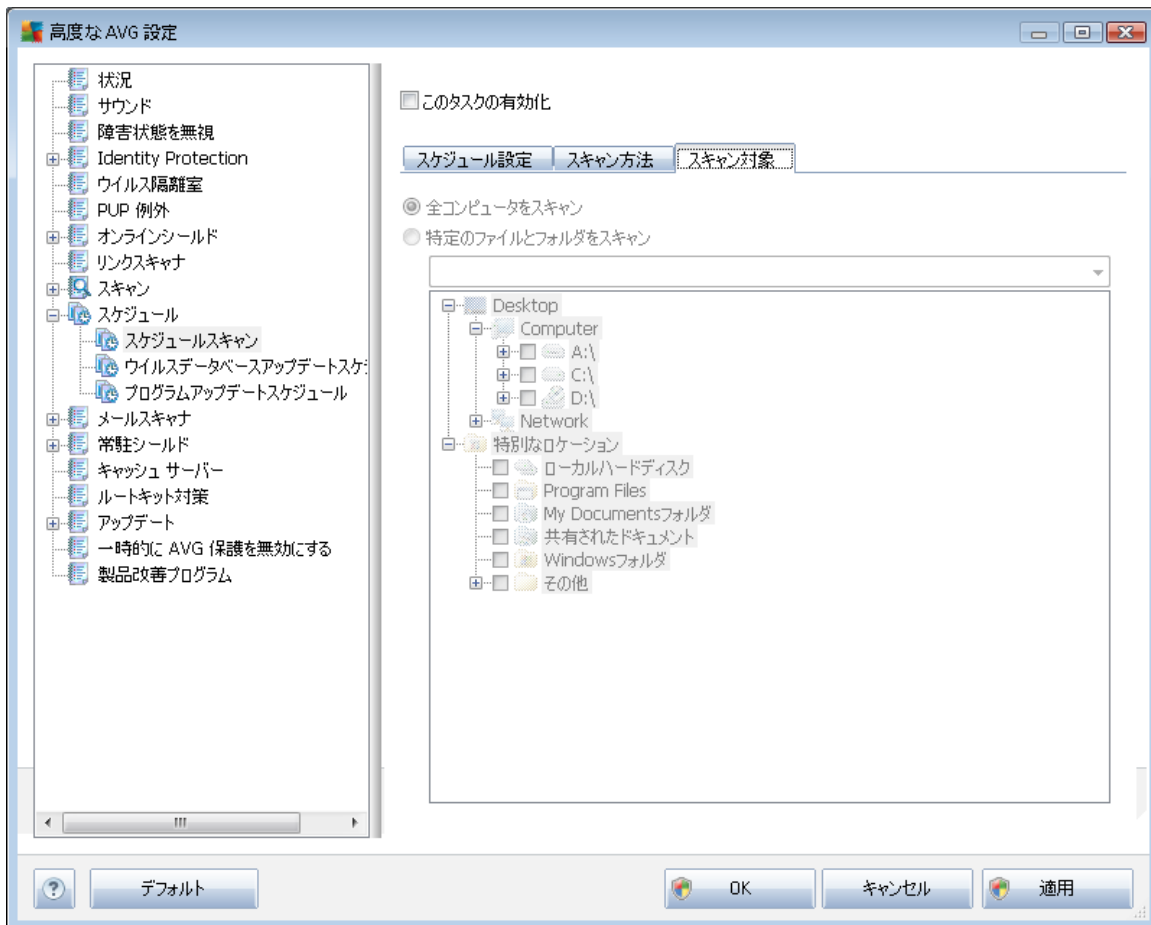 高度な AVG 設定
状況
サウンド
障害状態を無視
Identity Protection
ウイルス隔離室
PUP 例外
オンラインシールド
リンクスキャナ
スキャン
スケジュール
スケジュールスキャン
ウイルスデータベースアップデートスケジ
プログラムアップデートスケジュール
メールスキャナ
常駐シールド
キャッシュ サーバー
ルートキット対策
アップデート
一時的に AVG 保護を無効にする
製品改善プログラム
このタスクの有効化
スケジュール設定 スキャン方法 スキャン対象
全コンピュータをスキャン
特定のファイルとフォルダをスキャン
Desktop
Computer
A:\
C:\
D:\
Network
特別なロケーション
ローカルハードディスク
Program Files
My Documentsフォルダ
共有されたドキュメント
Windowsフォルダ
その他
? デフォルト OK キャンセル 適用